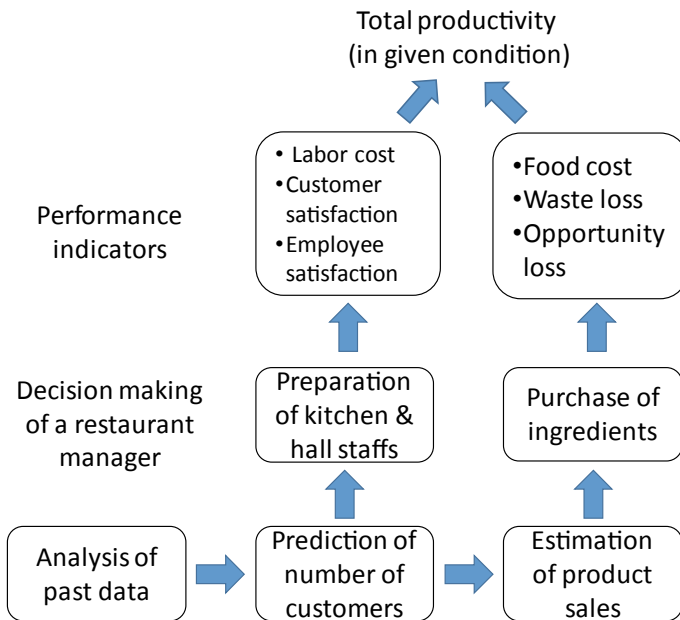 Total productivity
(in given condition)
Performance
indicators
• Labor cost
•Customer
satisfaction
•Employee
satisfaction
•Food cost
•Waste loss
•Opportunity
loss
Decision making
of a restaurant
manager
Preparation
of kitchen &
hall staffs
Purchase of
ingredients
Analysis of
past data
Prediction of
number of
customers
Estimation
of product
sales